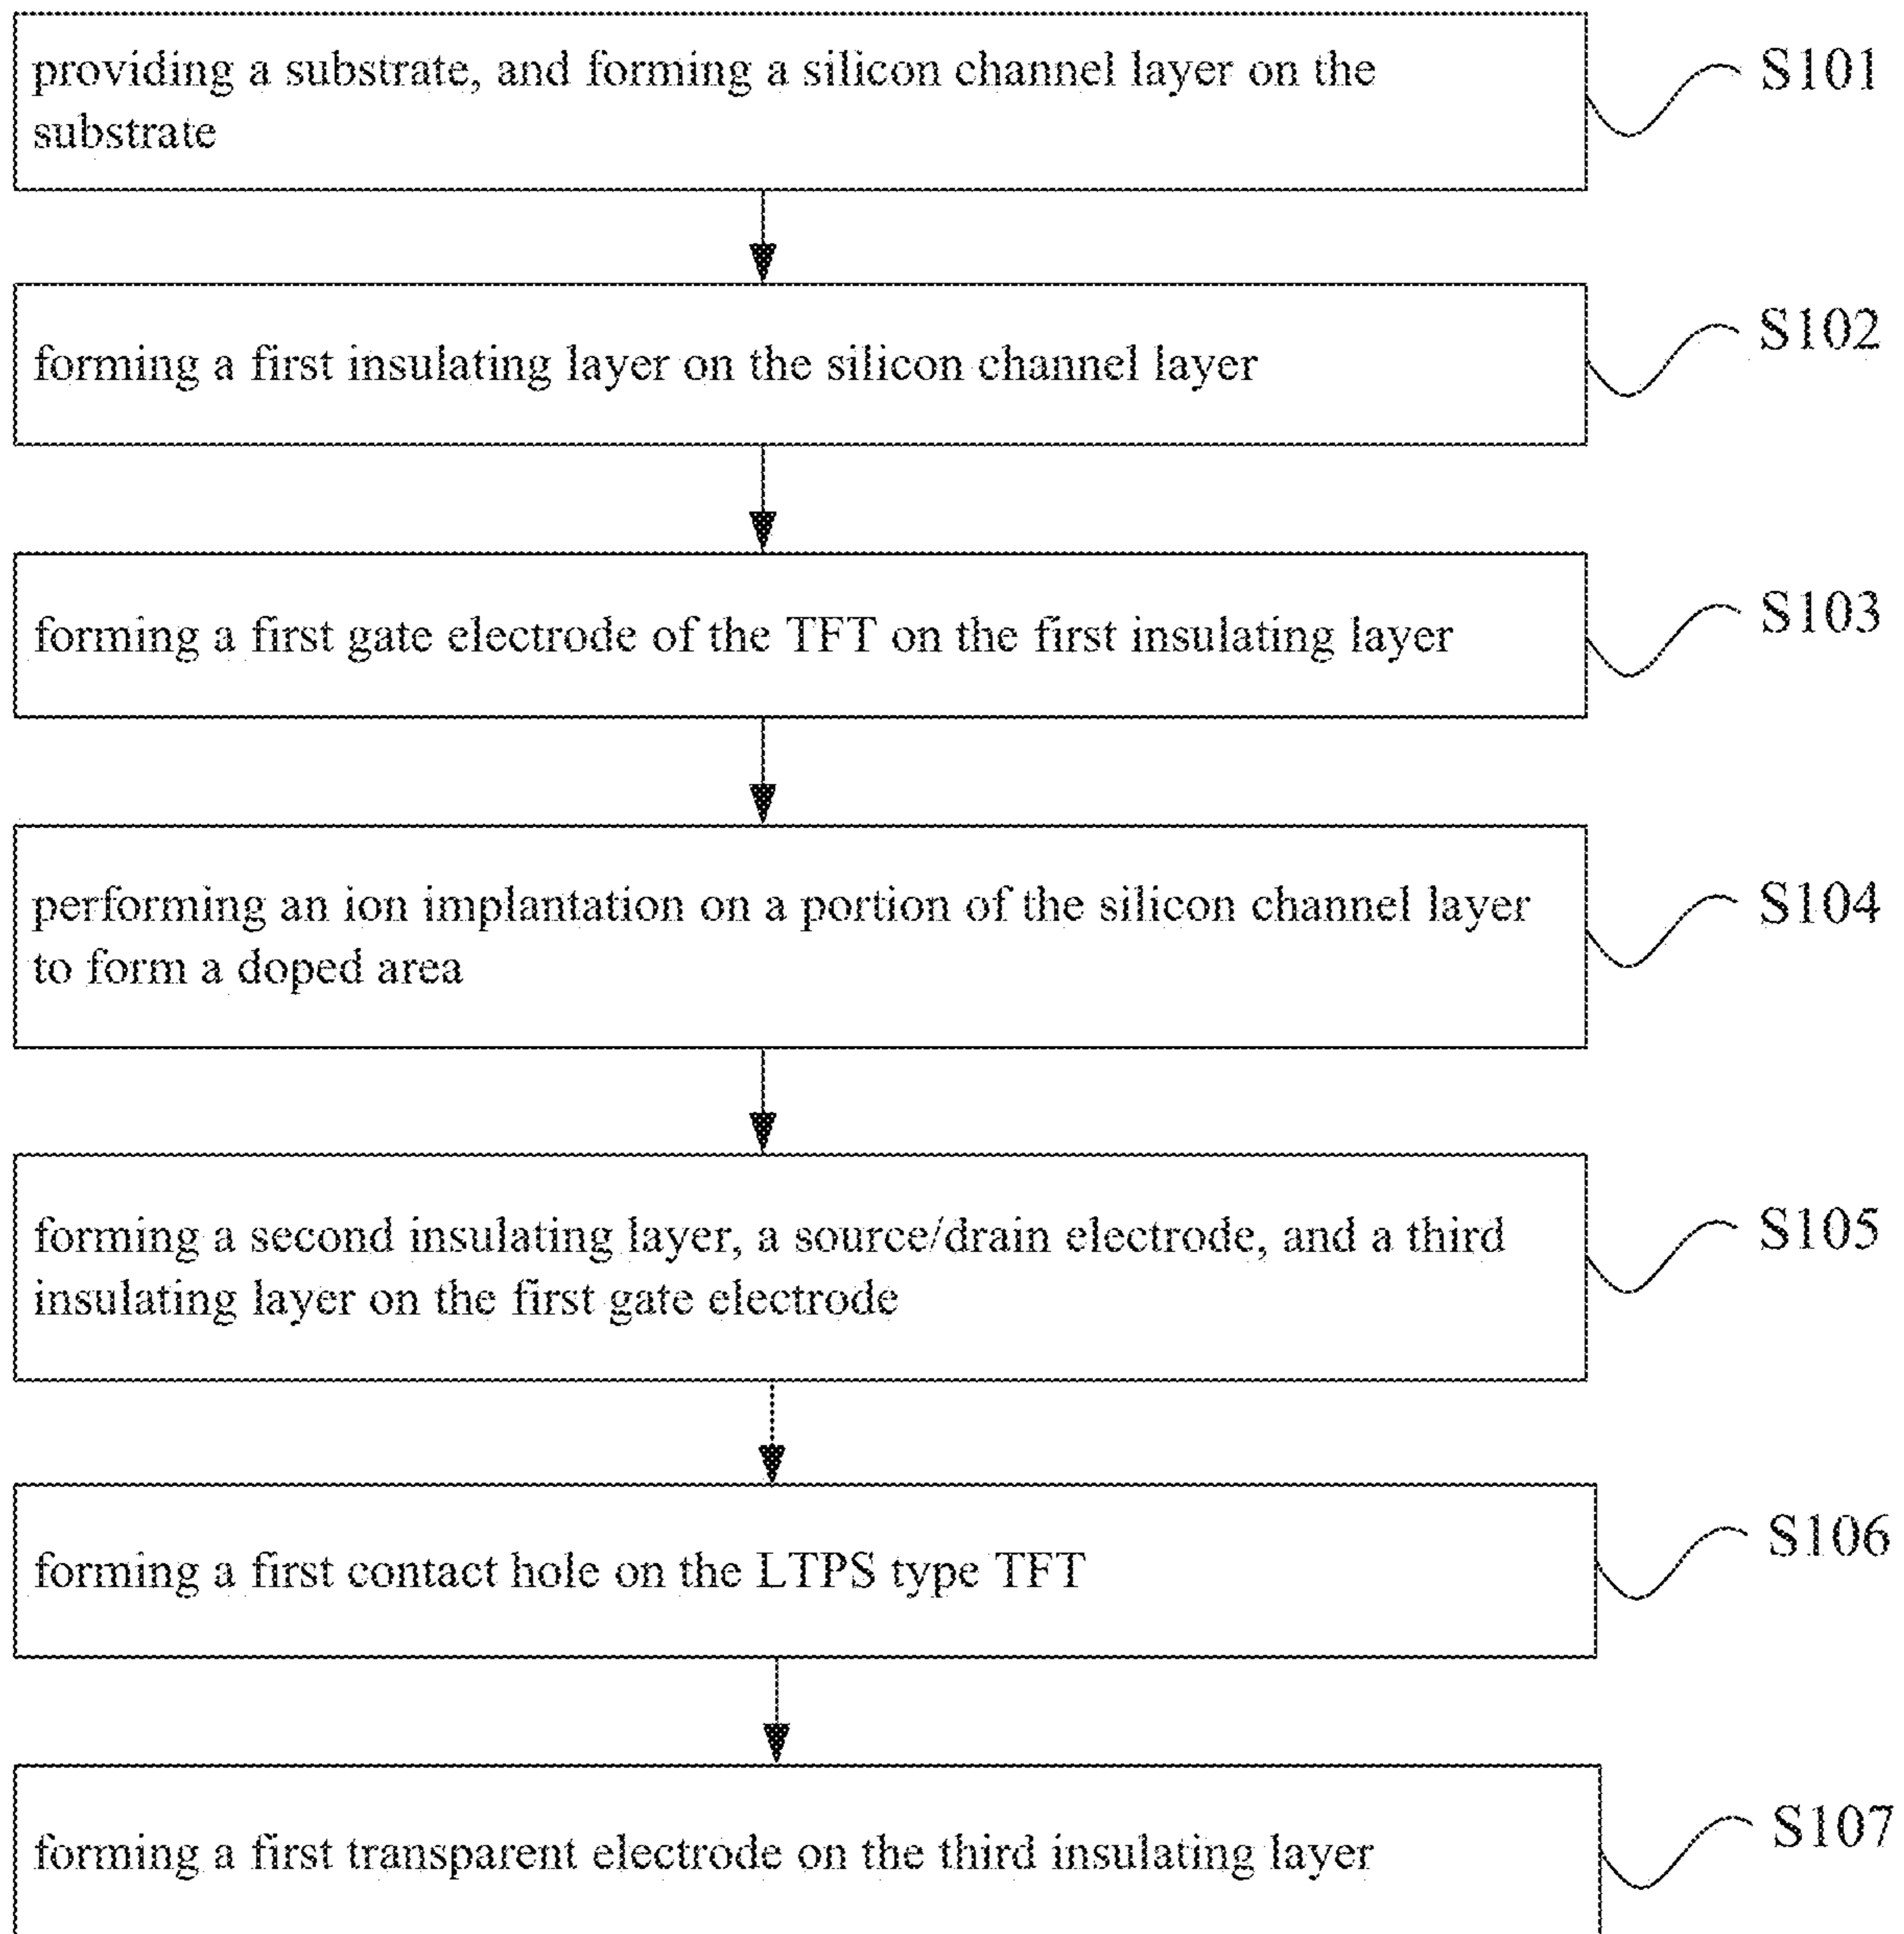 providing a substrate, and forming a silicon channel layer on the
substrate
S101
forming a first insulating layer on the silicon channel layer
S102
forming a first gate electrode of the TFT on the first insulating layer
S103
performing an ion implantation on a portion of the silicon channel layer
to form a doped area
S104
forming a second insulating layer, a source/drain electrode, and a third
insulating layer on the first gate electrode
S105
forming a first contact hole on the LTPS type TFT
S106
forming a first transparent electrode on the third insulating layer
S107